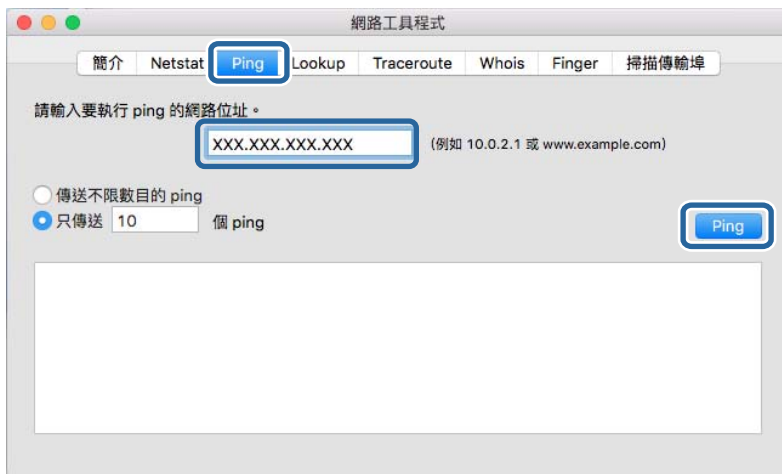 網路工具程式
簡介 Netstat Ping Lookup Traceroute Whois Finger 掃描傳輸埠
請輸入要執行 ping 的網路位址。
XXX.XXX.XXX.XXX (例如 10.0.2.1 或 www.example.com)
傳送不限數目的 ping
只傳送 10 個 ping
Ping